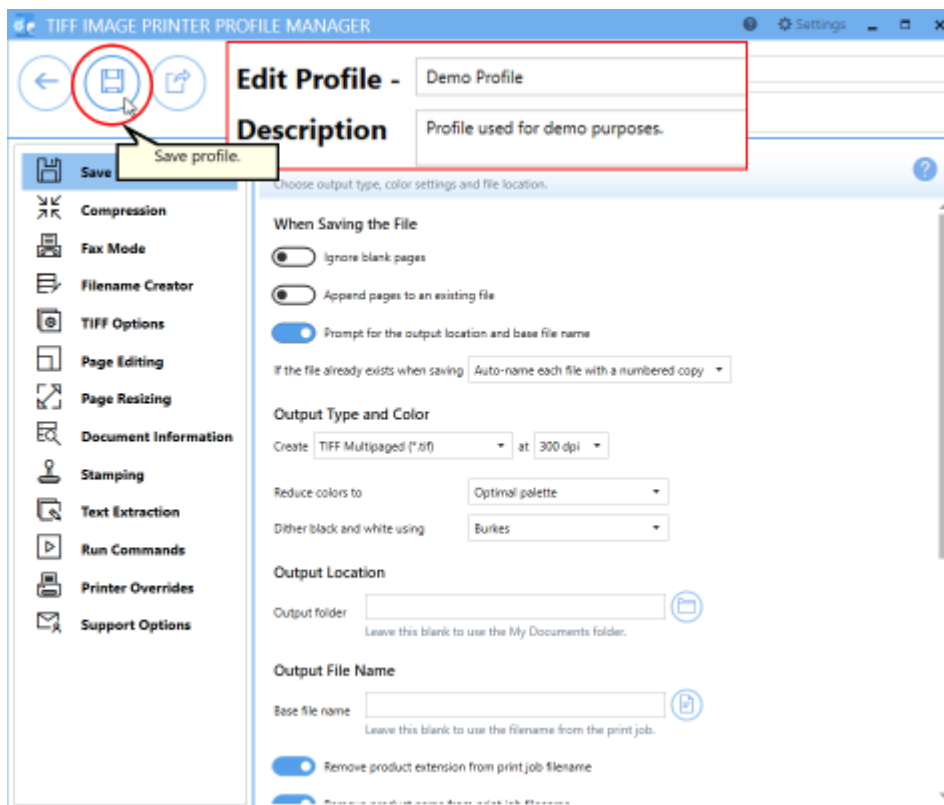 TIFF IMAGE PRINTER PROFILE MANAGER
Settings
Edit Profile - Demo Profile
Description Profile used for demo purposes.
Save profile.
Save
Compression
Fax Mode
Filename Creator
TIFF Options
Page Editing
Page Resizing
Document Information
Stamping
Text Extraction
Run Commands
Printer Overrides
Support Options
Choose output type, color settings and file location.
When Saving the File
Ignore blank pages
Append pages to an existing file
Prompt for the output location and base file name
If the file already exists when saving Auto-name each file with a numbered copy
Output Type and Color
Create TIFF Multipaged (*.tif) at 300 dpi
Reduce colors to Optimal palette
Dither black and white using Burkes
Output Location
Output folder
Leave this blank to use the My Documents folder.
Output File Name
Base file name
Leave this blank to use the filename from the print job.
Remove product extension from print job filename
Remove product name from print job filename